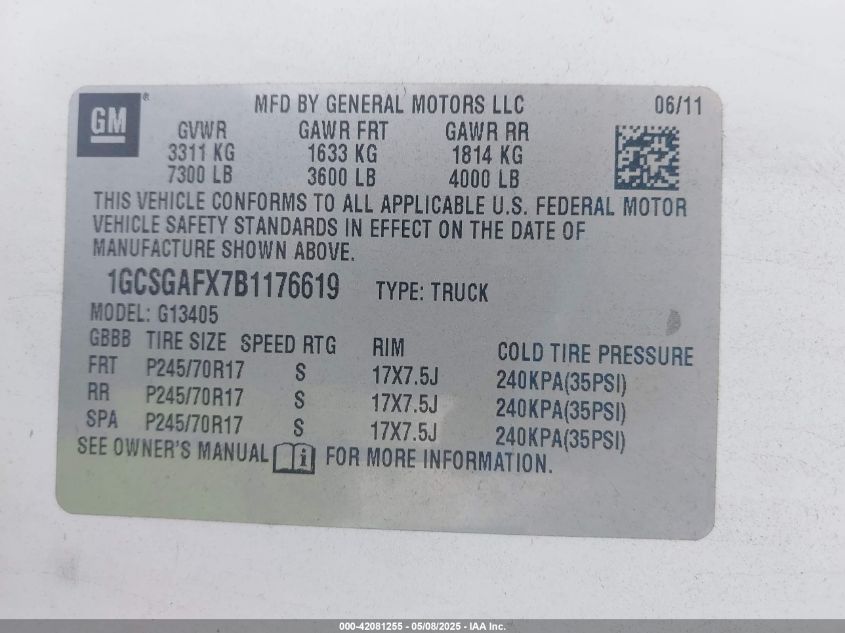 GM®
MFD BY GENERAL MOTORS LLC 06/11
GVWR GAWR FRT GAWR RR
3311 KG 1633 KG 1814 KG
7300 LB 3600 LB 4000 LB
THIS VEHICLE CONFORMS TO ALL APPLICABLE U.S. FEDERAL MOTOR
VEHICLE SAFETY STANDARDS IN EFFECT ON THE DATE OF
MANUFACTURE SHOWN ABOVE.
1GCSGAFX7B1176619 TYPE: TRUCK
MODEL: G13405
GBBB TIRE SIZE SPEED RTG RIM COLD TIRE PRESSURE
FRT P245/70R17 S 17X7.5J 240KPA(35PSI)
RR P245/70R17 S 17X7.5J 240KPA(35PSI)
SPA P245/70R17 S 17X7.5J 240KPA(35PSI)
SEE OWNER'S MANUAL i FOR MORE INFORMATION.
000-42081255 - 05/08/2025 - IAA Inc.